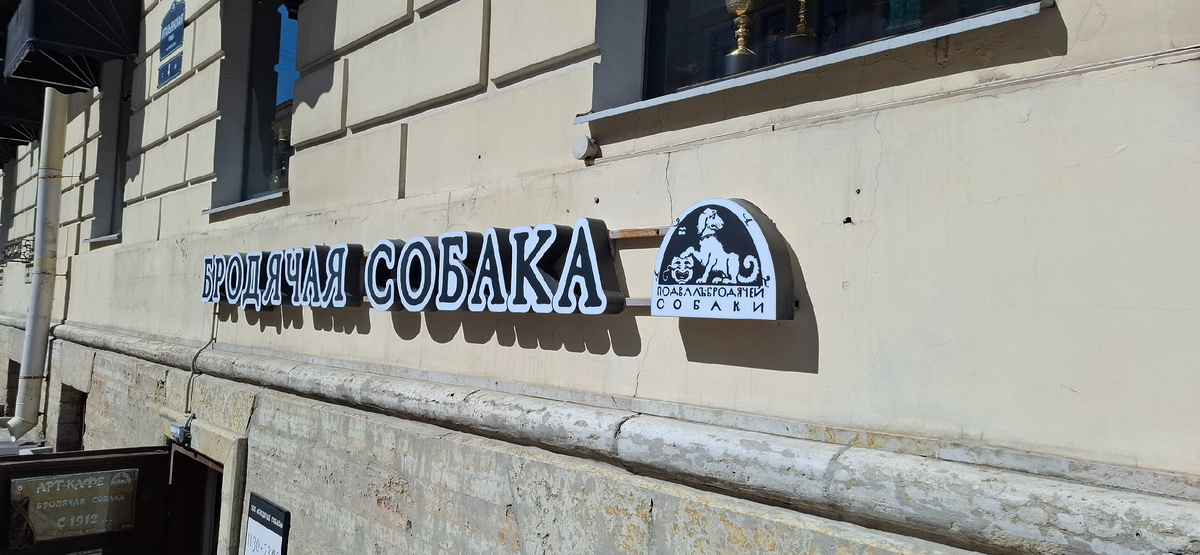 БРОДЯЧАЯ СОБАКА
ПОДВАЛЪ БРОДЯЧЕЙ
СОБАКИ
АРТ-КАФЕ
БРОДЯЧАЯ СОБАКА
С 1912 ...